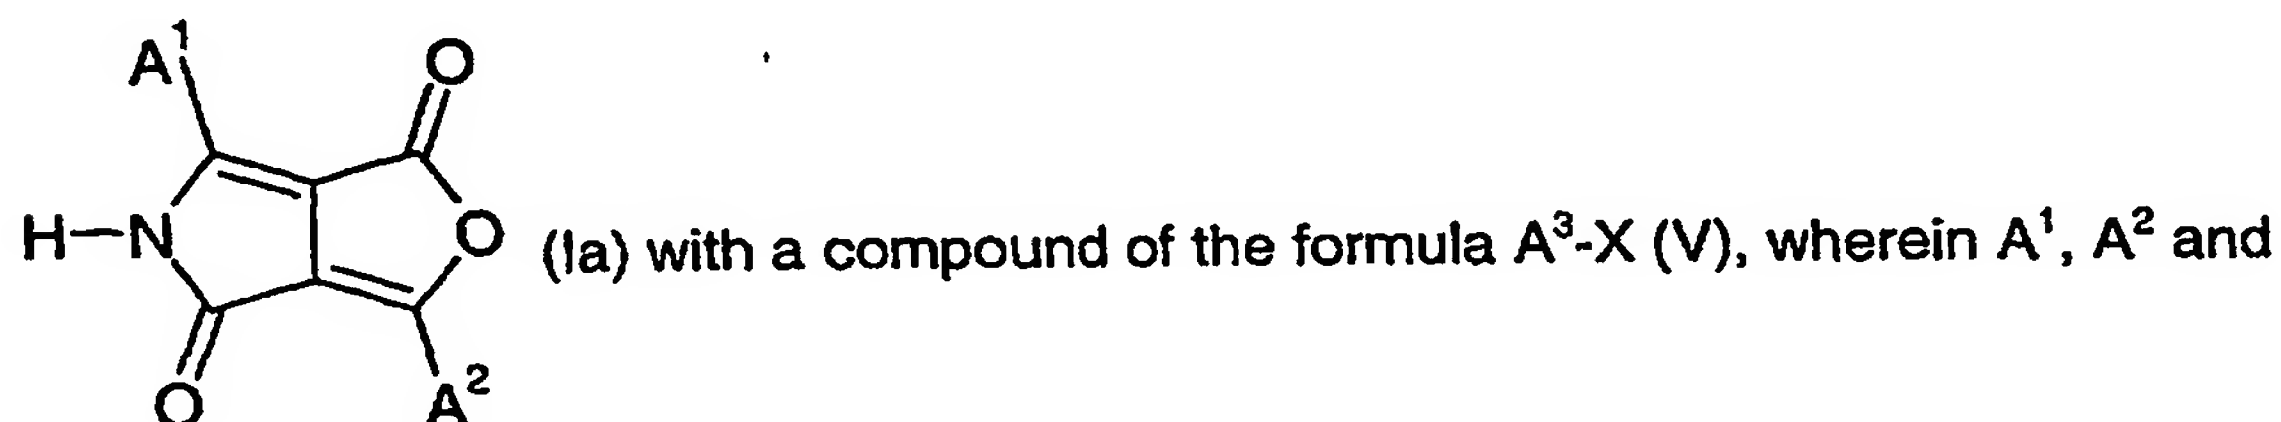 A¹
O
H–N
O
(Ia) with a compound of the formula A³-X (V), wherein A¹, A² and
O
A²